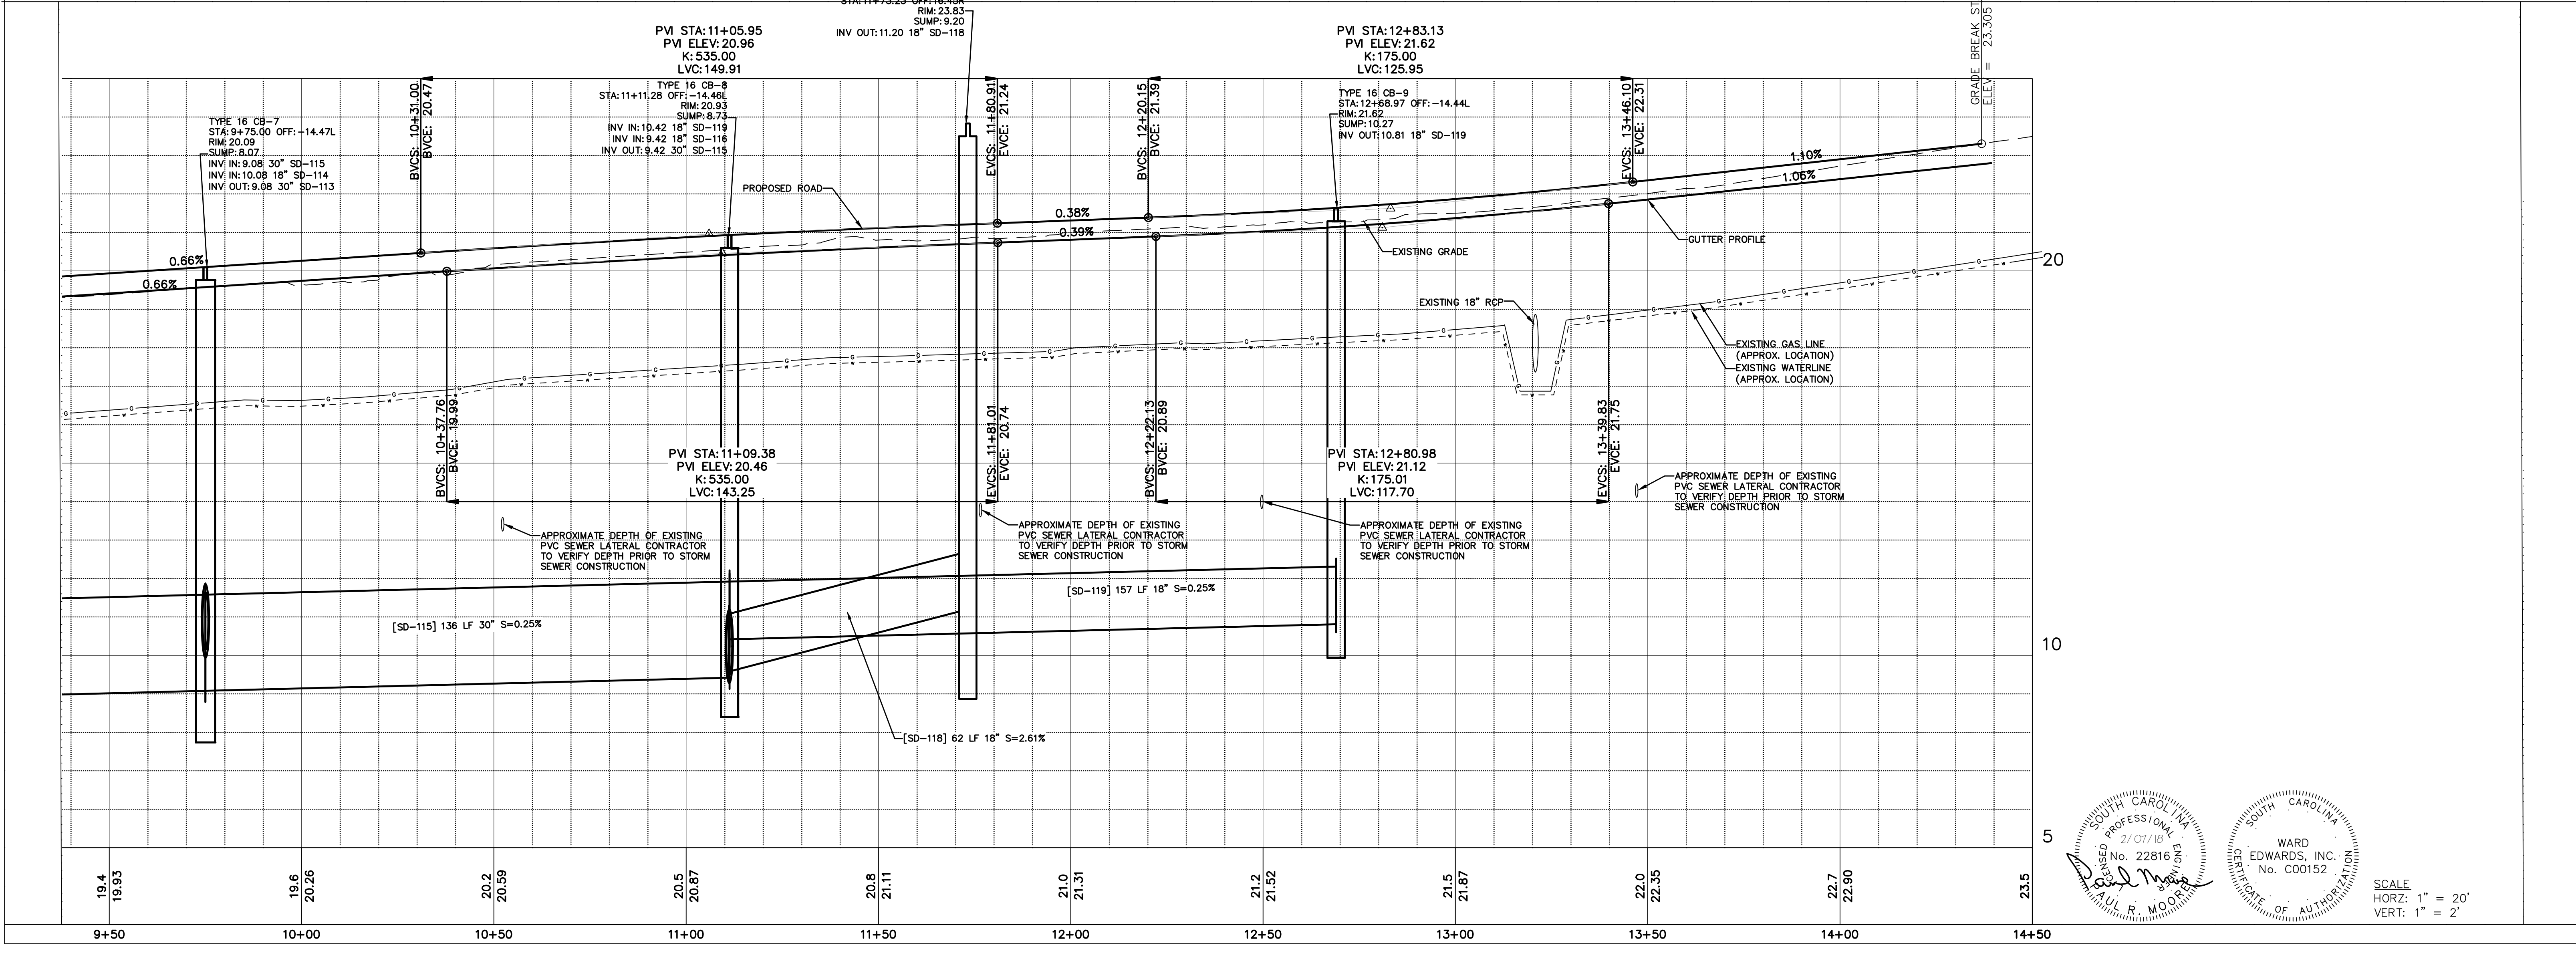 STA:11+73.23 OFF:16.43R
RIM: 23.83
SUMP: 9.20
INV OUT:11.20 18" SD-118
PVI STA:11+05.95
PVI ELEV: 20.96
K: 535.00
LVC: 149.91
PVI STA:12+83.13
PVI ELEV: 21.62
K: 175.00
LVC: 125.95
GRADE BREAK ST
ELEV = 23.305
TYPE 16 CB-7
STA: 9+75.00 OFF:-14.47L
RIM: 20.09
SUMP: 8.07
INV IN: 9.08 30" SD-115
INV IN: 10.08 18" SD-114
INV OUT: 9.08 30" SD-113
BVCS: 10+31.00
BVCE: 20.47
TYPE 16 CB-8
STA:11+11.28 OFF:-14.46L
RIM: 20.93
SUMP: 8.73
INV IN:10.42 18" SD-119
INV IN: 9.42 18" SD-116
INV OUT: 9.42 30" SD-115
EVCS: 11+80.91
EVCE: 21.24
BVCS: 12+20.15
BVCE: 21.39
TYPE 16 CB-9
STA:12+68.97 OFF:-14.44L
RIM: 21.62
SUMP: 10.27
INV OUT:10.81 18" SD-119
EVCS: 13+46.10
EVCE: 22.31
PROPOSED ROAD
0.66%
0.66%
0.38%
0.39%
1.10%
1.06%
EXISTING GRADE
GUTTER PROFILE
20
EXISTING 18" RCP
EXISTING GAS LINE
(APPROX. LOCATION)
EXISTING WATERLINE
(APPROX. LOCATION)
BVCS: 10+37.76
BVCE: 19.99
PVI STA:11+09.38
PVI ELEV: 20.46
K: 535.00
LVC: 143.25
EVCS: 11+81.01
EVCE: 20.74
BVCS: 12+22.13
BVCE: 20.89
PVI STA:12+80.98
PVI ELEV: 21.12
K: 175.01
LVC: 117.70
EVCS: 13+39.83
EVCE: 21.75
APPROXIMATE DEPTH OF EXISTING
PVC SEWER LATERAL CONTRACTOR
TO VERIFY DEPTH PRIOR TO STORM
SEWER CONSTRUCTION
APPROXIMATE DEPTH OF EXISTING
PVC SEWER LATERAL CONTRACTOR
TO VERIFY DEPTH PRIOR TO STORM
SEWER CONSTRUCTION
APPROXIMATE DEPTH OF EXISTING
PVC SEWER LATERAL CONTRACTOR
TO VERIFY DEPTH PRIOR TO STORM
SEWER CONSTRUCTION
APPROXIMATE DEPTH OF EXISTING
PVC SEWER LATERAL CONTRACTOR
TO VERIFY DEPTH PRIOR TO STORM
SEWER CONSTRUCTION
[SD-115] 136 LF 30" S=0.25%
[SD-119] 157 LF 18" S=0.25%
[SD-118] 62 LF 18" S=2.61%
10
5
19.4
19.93
19.6
20.26
20.2
20.59
20.5
20.87
20.8
21.11
21.0
21.31
21.2
21.52
21.5
21.87
22.0
22.35
22.7
22.90
23.5
9+50 10+00 10+50 11+00 11+50 12+00 12+50 13+00 13+50 14+00 14+50
SOUTH CAROLINA
PROFESSIONAL ENGINEER
2/07/18
No. 22816
LICENSED
PAUL R. MOORE
SOUTH CAROLINA
WARD
EDWARDS, INC.
No. C00152
CERTIFICATE OF AUTHORIZATION
SCALE
HORZ: 1" = 20'
VERT: 1" = 2'